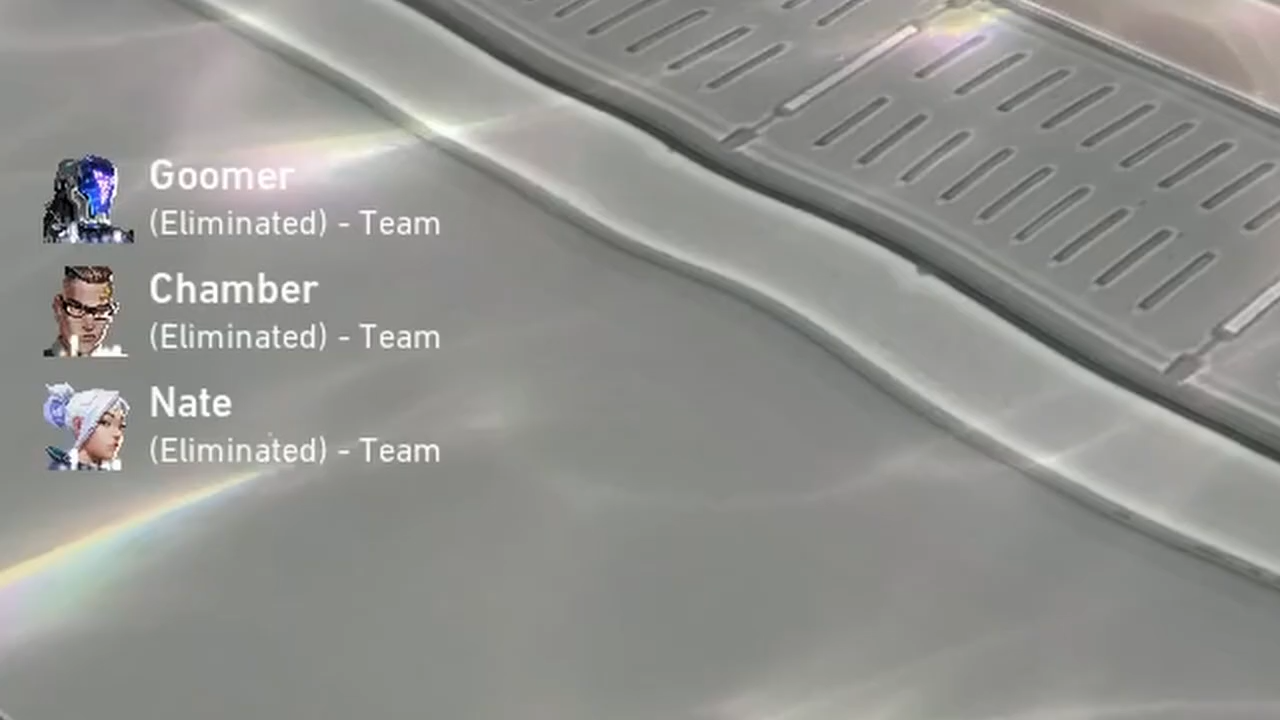 Goomer
(Eliminated) - Team
Chamber
(Eliminated) - Team
Nate
(Eliminated) - Team